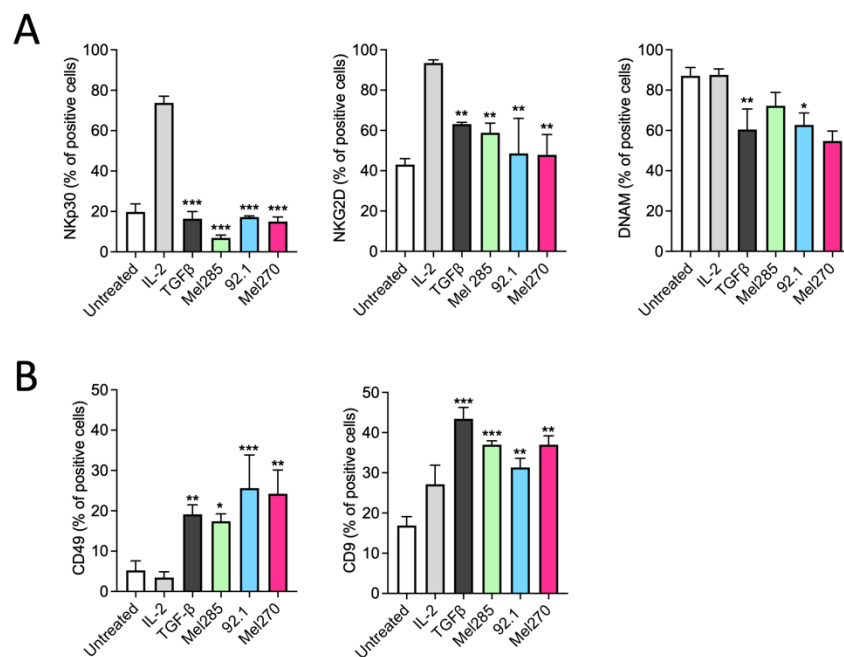 A
NKp30 (% of positive cells)
100
80
60
40
20
0
***
***
***
***
Untreated
IL-2
TGFβ
Mel285
92.1
Mel270
NKG2D (% of positive cells)
100
80
60
40
20
0
**
**
**
**
Untreated
IL-2
TGFβ
Mel 285
92.1
Mel270
DNAM (% of positive cells)
100
80
60
40
20
0
**
*
Untreated
IL-2
TGFβ
Mel285
92.1
Mel270
B
CD49 (% of positive cells)
50
40
30
20
10
0
**
*
***
**
Untreated
IL-2
TGF-β
Mel285
92.1
Mel270
CD9 (% of positive cells)
50
40
30
20
10
0
***
***
**
**
Untreated
IL-2
TGFβ
Mel285
92.1
Mel270